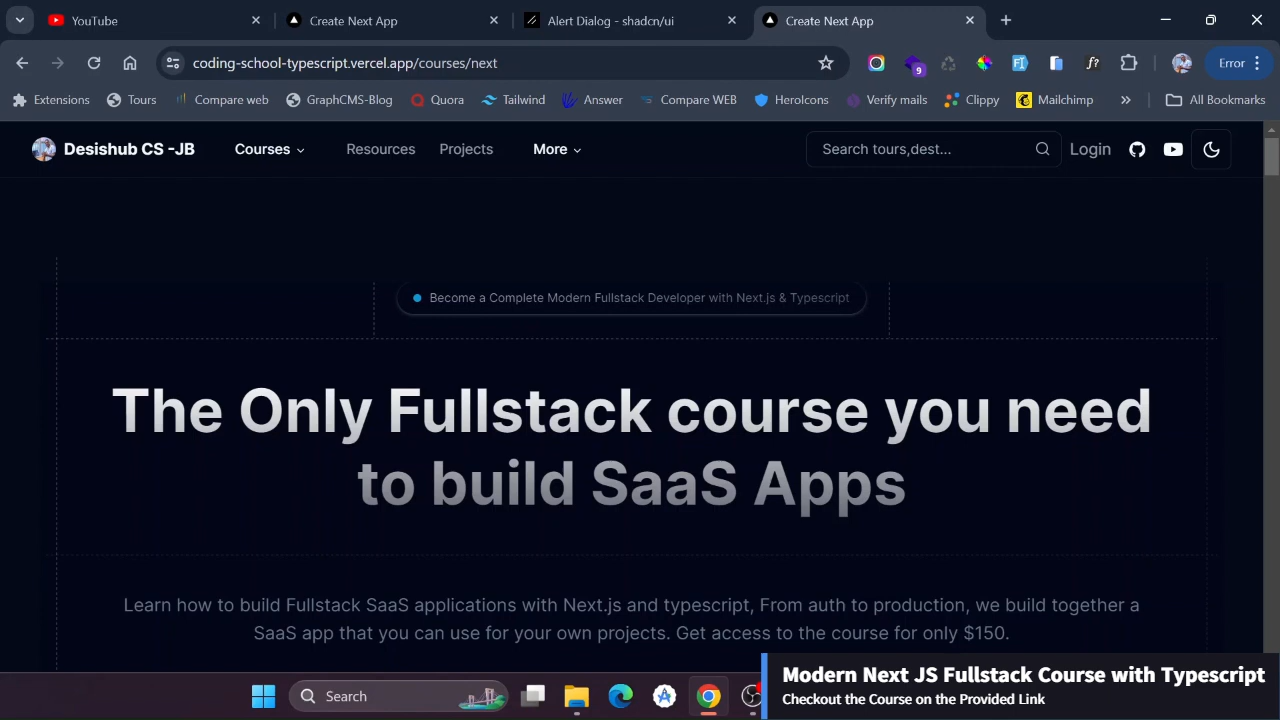 YouTube
Create Next App
Alert Dialog - shadcn/ui
Create Next App
coding-school-typescript.vercel.app/courses/next
9
f?
Error
Extensions
Tours
Compare web
GraphCMS-Blog
Quora
Tailwind
Answer
Compare WEB
HeroIcons
Verify mails
Clippy
Mailchimp
»
All Bookmarks
Desishub CS -JB
Courses
Resources
Projects
More
Search tours,dest...
Login
Become a Complete Modern Fullstack Developer with Next.js & Typescript
The Only Fullstack course you need
to build SaaS Apps
Learn how to build Fullstack SaaS applications with Next.js and typescript, From auth to production, we build together a
SaaS app that you can use for your own projects. Get access to the course for only $150.
Search
Modern Next JS Fullstack Course with Typescript
Checkout the Course on the Provided Link